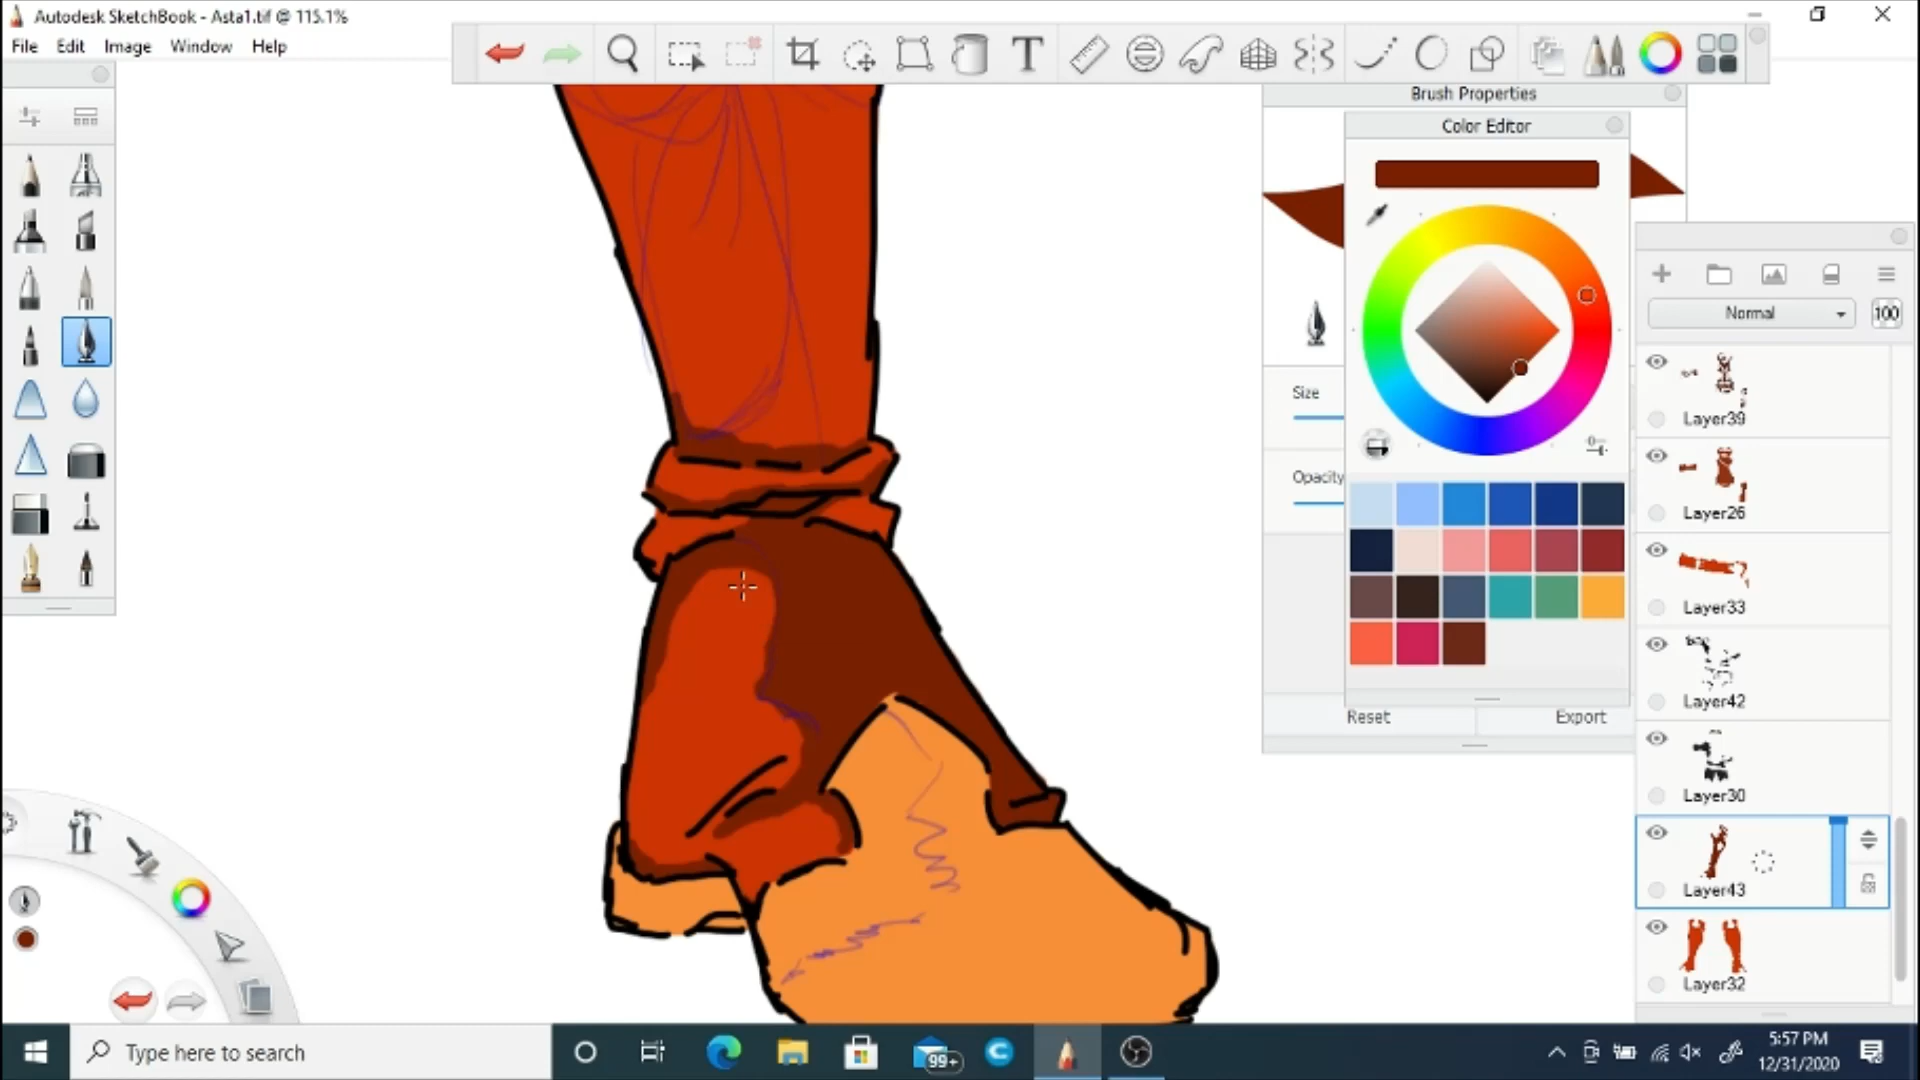 Autodesk SketchBook - Asta1.tif @ 115.1%
File Edit Image Window Help
T
Brush Properties
Color Editor
Normal
100
Size
Opacity
Reset
Export
Layer39
Layer26
Layer33
Layer42
Layer30
Layer43
Layer32
Type here to search
99+
5:57 PM
12/31/2020